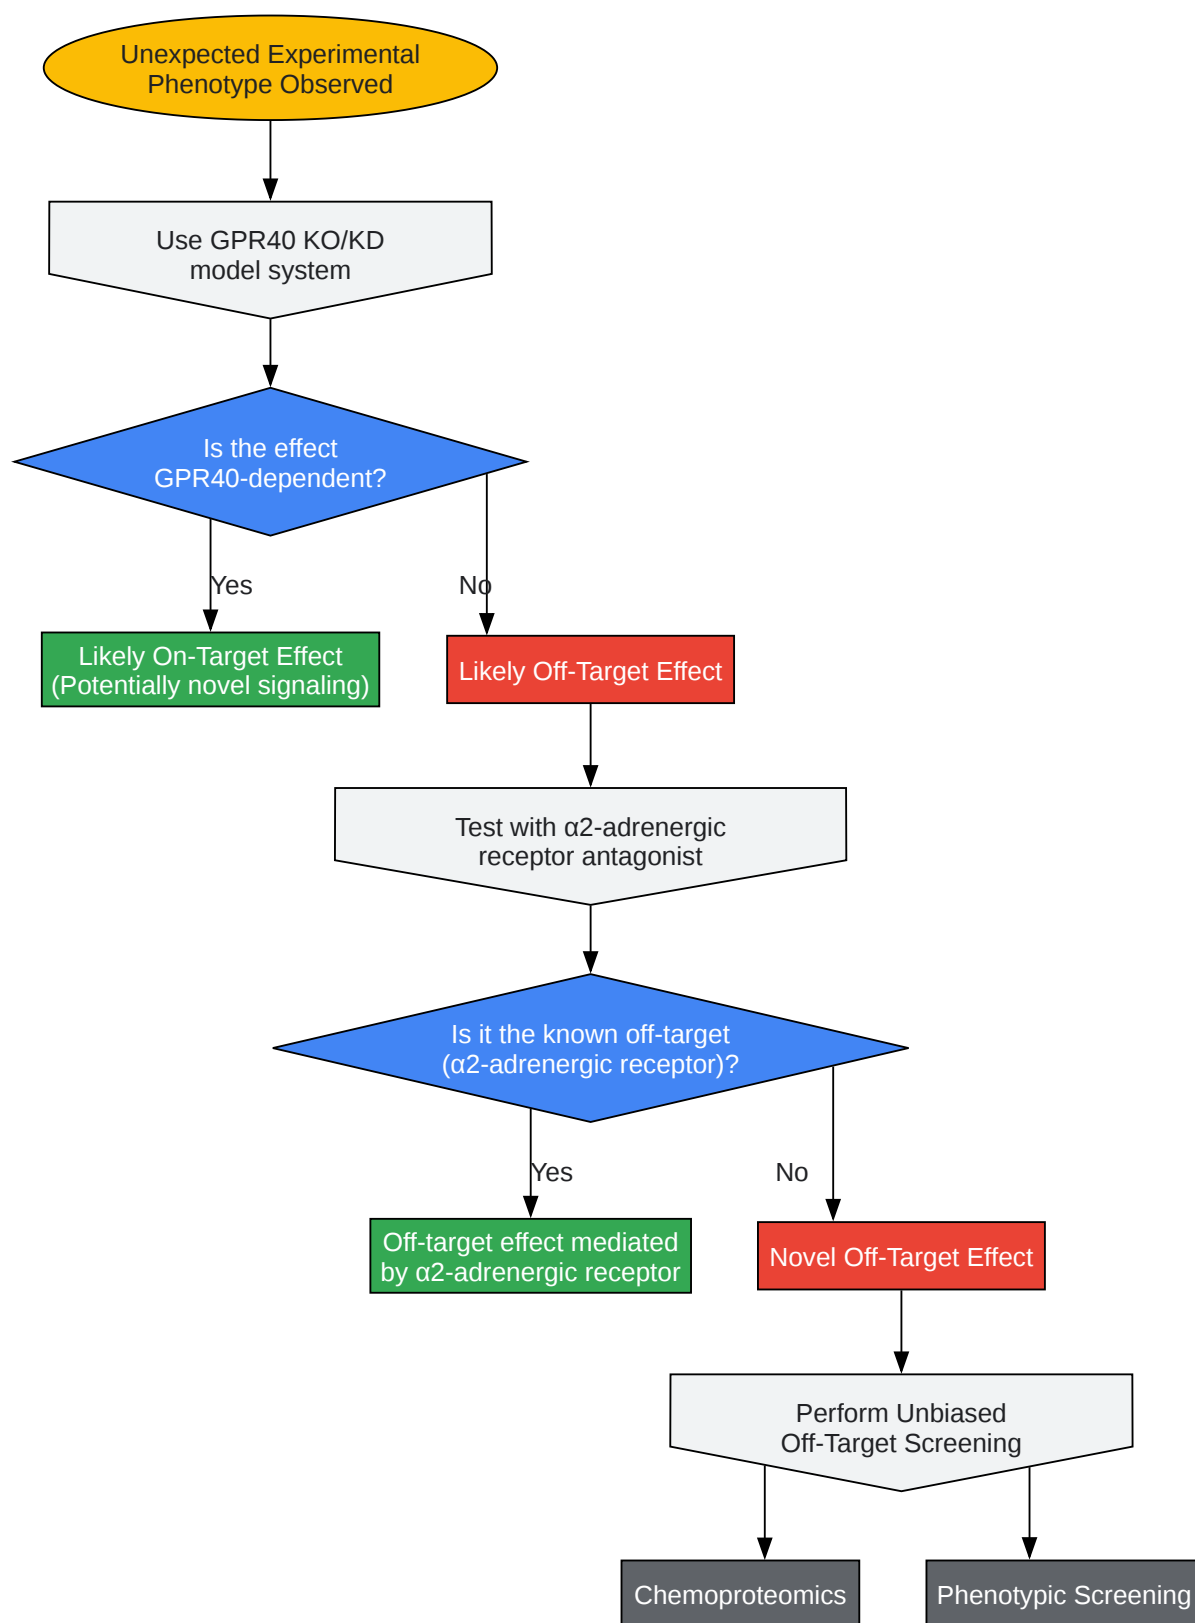 Unexpected Experimental
Phenotype Observed
Use GPR40 KO/KD
model system
Is the effect
GPR40-dependent?
Yes
No
Likely On-Target Effect
(Potentially novel signaling)
Likely Off-Target Effect
Test with α2-adrenergic
receptor antagonist
Is it the known off-target
(α2-adrenergic receptor)?
Yes
No
Off-target effect mediated
by α2-adrenergic receptor
Novel Off-Target Effect
Perform Unbiased
Off-Target Screening
Chemoproteomics
Phenotypic Screening